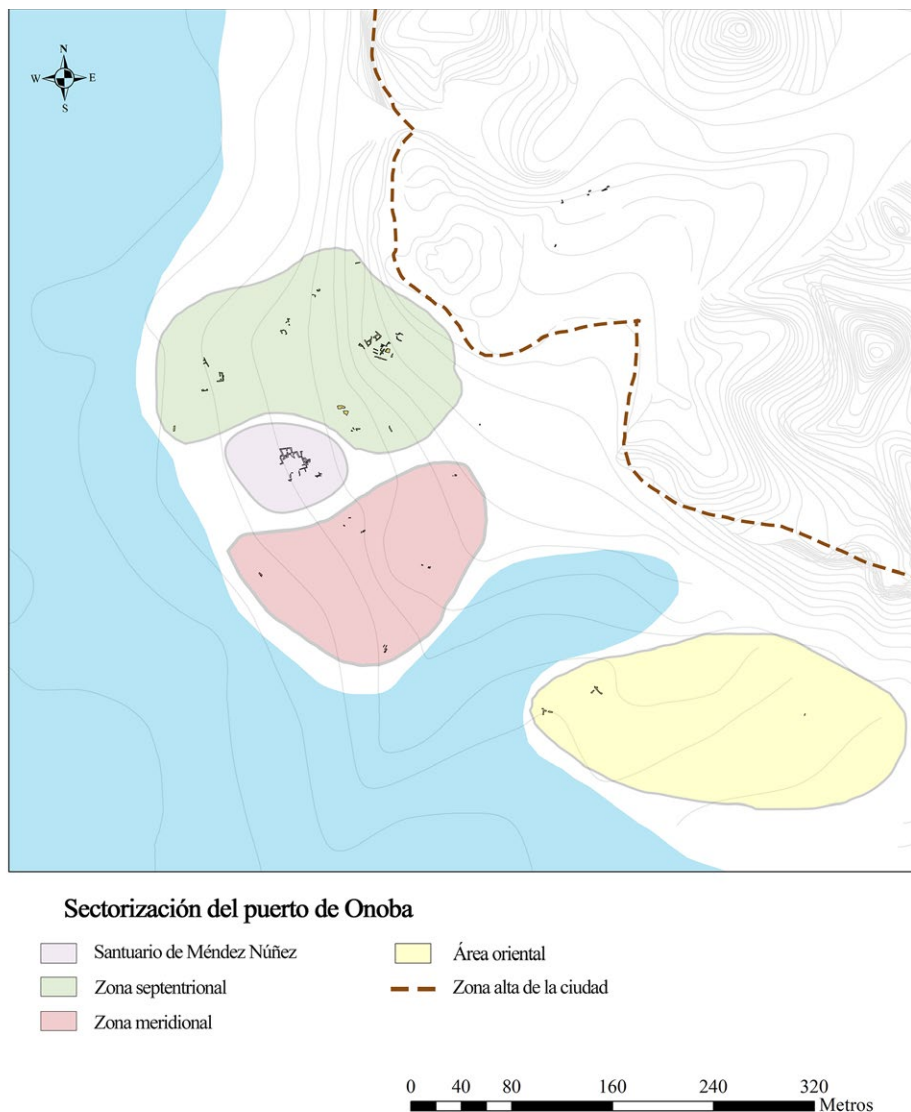 N
W E
S
Sectorización del puerto de Onoba
Santuario de Méndez Núñez
Área oriental
Zona septentrional
Zona alta de la ciudad
Zona meridional
0 40 80 160 240 320
Metros